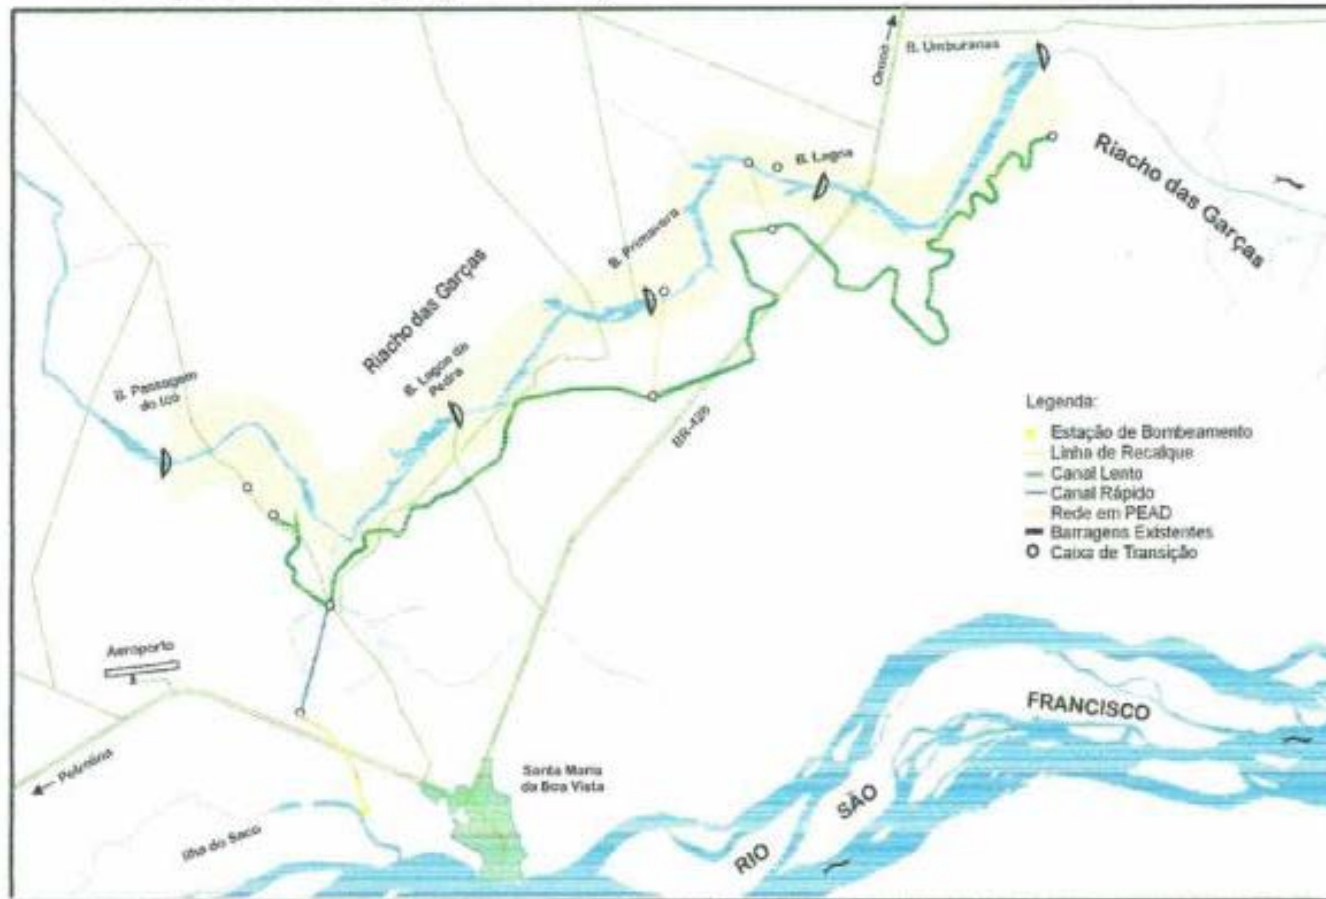 B. Umburanas
Orocó
Riacho das Garças
B. Lagoa
B. Primavera
Riacho das Garças
B. Lagoa da
Pedra
B. Passagem
do Icó
BR-428
Legenda:
Estação de Bombeamento
Linha de Recalque
Canal Lento
Canal Rápido
Rede em PEAD
Barragens Existentes
Caixa de Transição
Aeroporto
Petrolina
Santa Maria
da Boa Vista
Ilha do Saco
RIO
SÃO
FRANCISCO